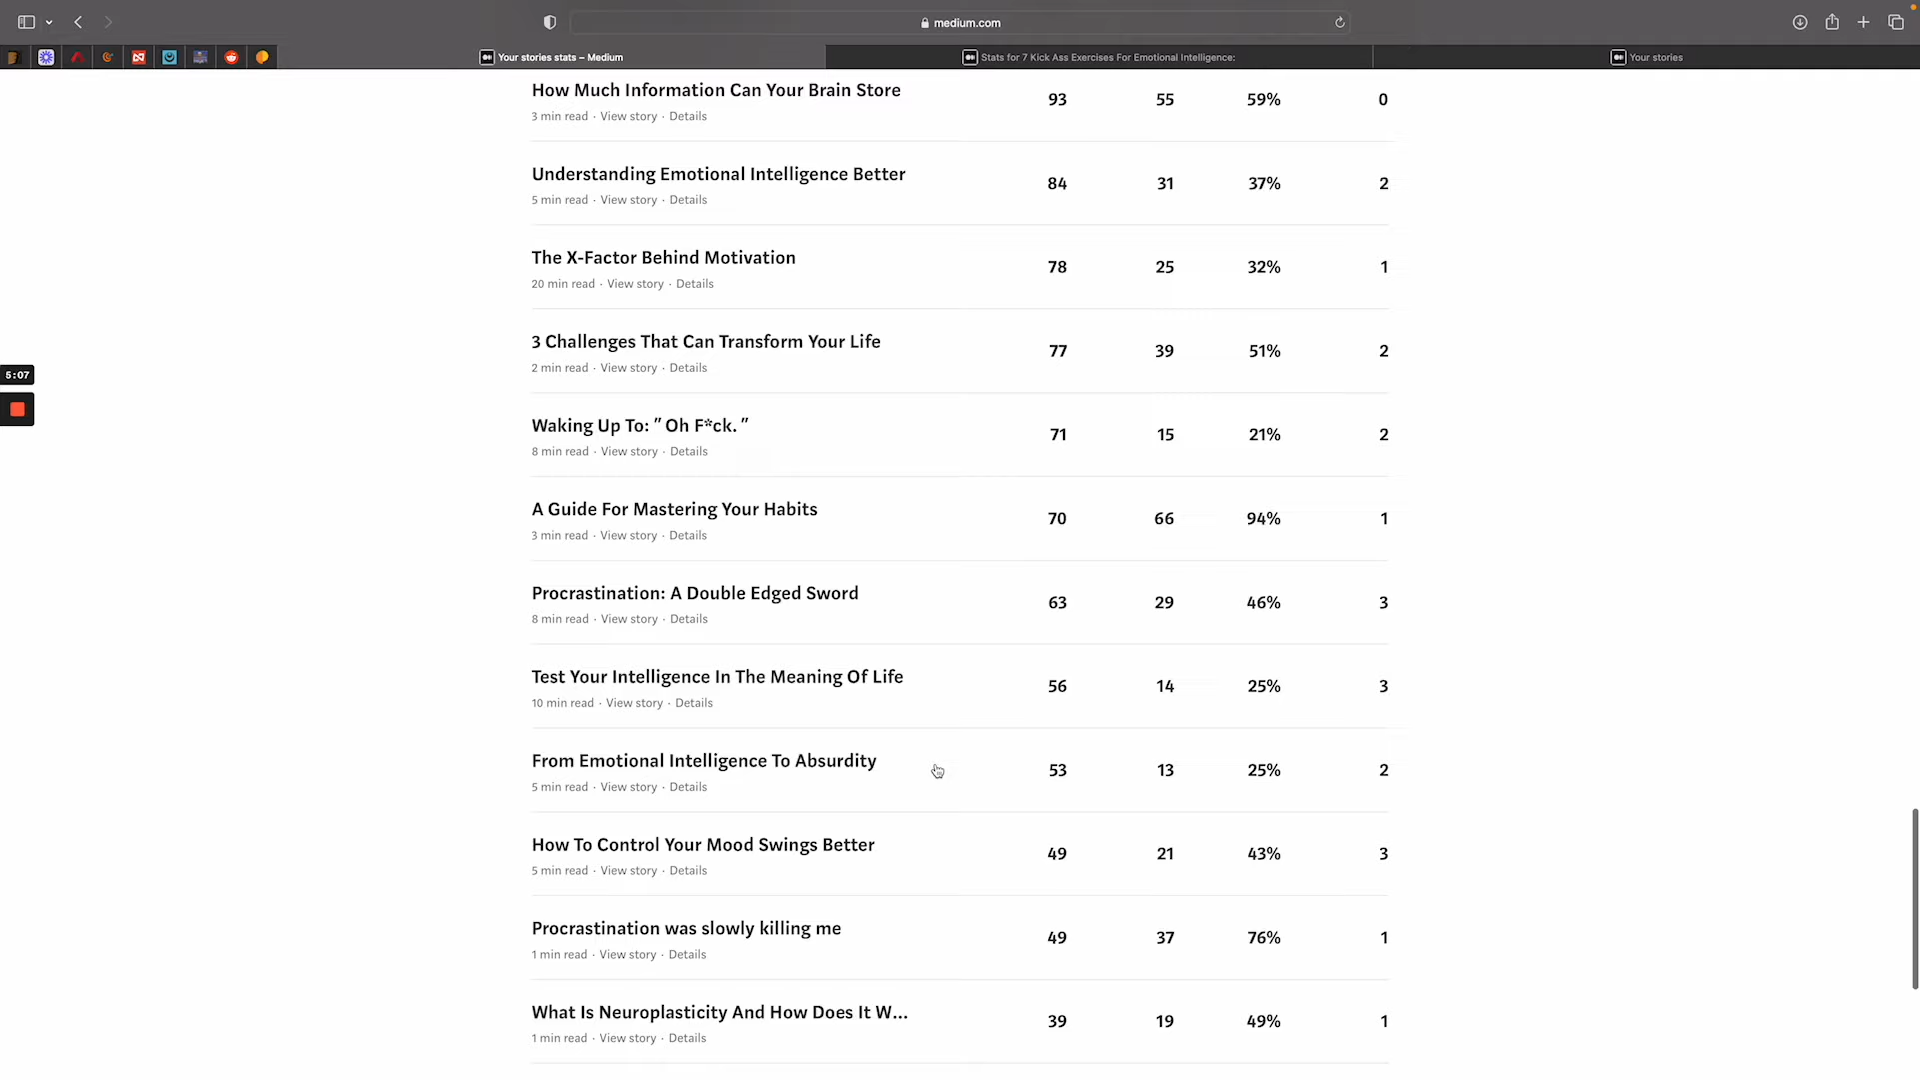 medium.com
Your stories stats – Medium
Stats for 7 Kick Ass Exercises For Emotional Intelligence:
Your stories
How Much Information Can Your Brain Store 93 55 59% 0
3 min read · View story · Details
Understanding Emotional Intelligence Better 84 31 37% 2
5 min read · View story · Details
The X-Factor Behind Motivation 78 25 32% 1
20 min read · View story · Details
3 Challenges That Can Transform Your Life 77 39 51% 2
2 min read · View story · Details
5:07
Waking Up To: " Oh F*ck. " 71 15 21% 2
8 min read · View story · Details
A Guide For Mastering Your Habits 70 66 94% 1
3 min read · View story · Details
Procrastination: A Double Edged Sword 63 29 46% 3
8 min read · View story · Details
Test Your Intelligence In The Meaning Of Life 56 14 25% 3
10 min read · View story · Details
From Emotional Intelligence To Absurdity 53 13 25% 2
5 min read · View story · Details
How To Control Your Mood Swings Better 49 21 43% 3
5 min read · View story · Details
Procrastination was slowly killing me 49 37 76% 1
1 min read · View story · Details
What Is Neuroplasticity And How Does It W... 39 19 49% 1
1 min read · View story · Details